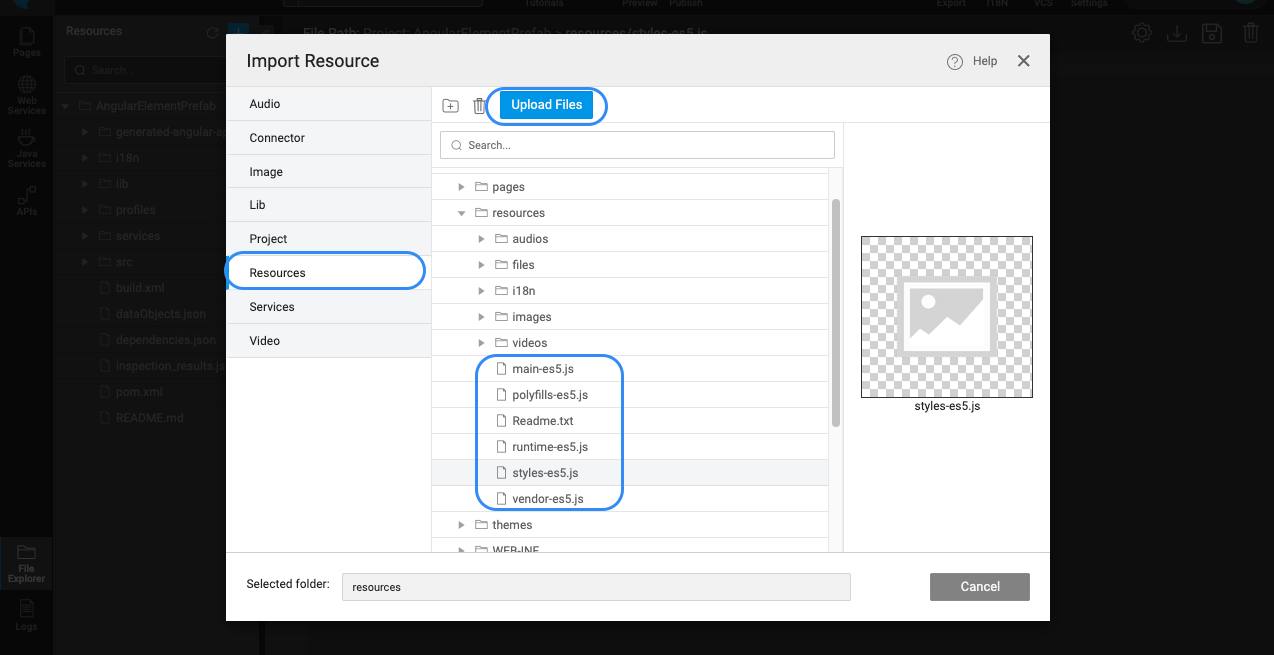 Tutorials
Preview
Publish
Export
I18N
VCS
Settings
Resources
File Path: Project: AngularElementPrefab > resources/styles-es5.js
Pages
Web
Services
Java
Services
APIs
File
Explorer
Logs
Search...
AngularElementPrefab
generated-angular-ap
i18n
lib
profiles
services
src
build.xml
dataObjects.json
dependencies.json
inspection_results.js
pom.xml
README.md
Import Resource
? Help
Audio
Connector
Image
Lib
Project
Resources
Services
Video
Upload Files
Search...
pages
resources
audios
files
i18n
images
videos
main-es5.js
polyfills-es5.js
Readme.txt
runtime-es5.js
styles-es5.js
vendor-es5.js
themes
WEB-INF
styles-es5.js
Selected folder:
resources
Cancel